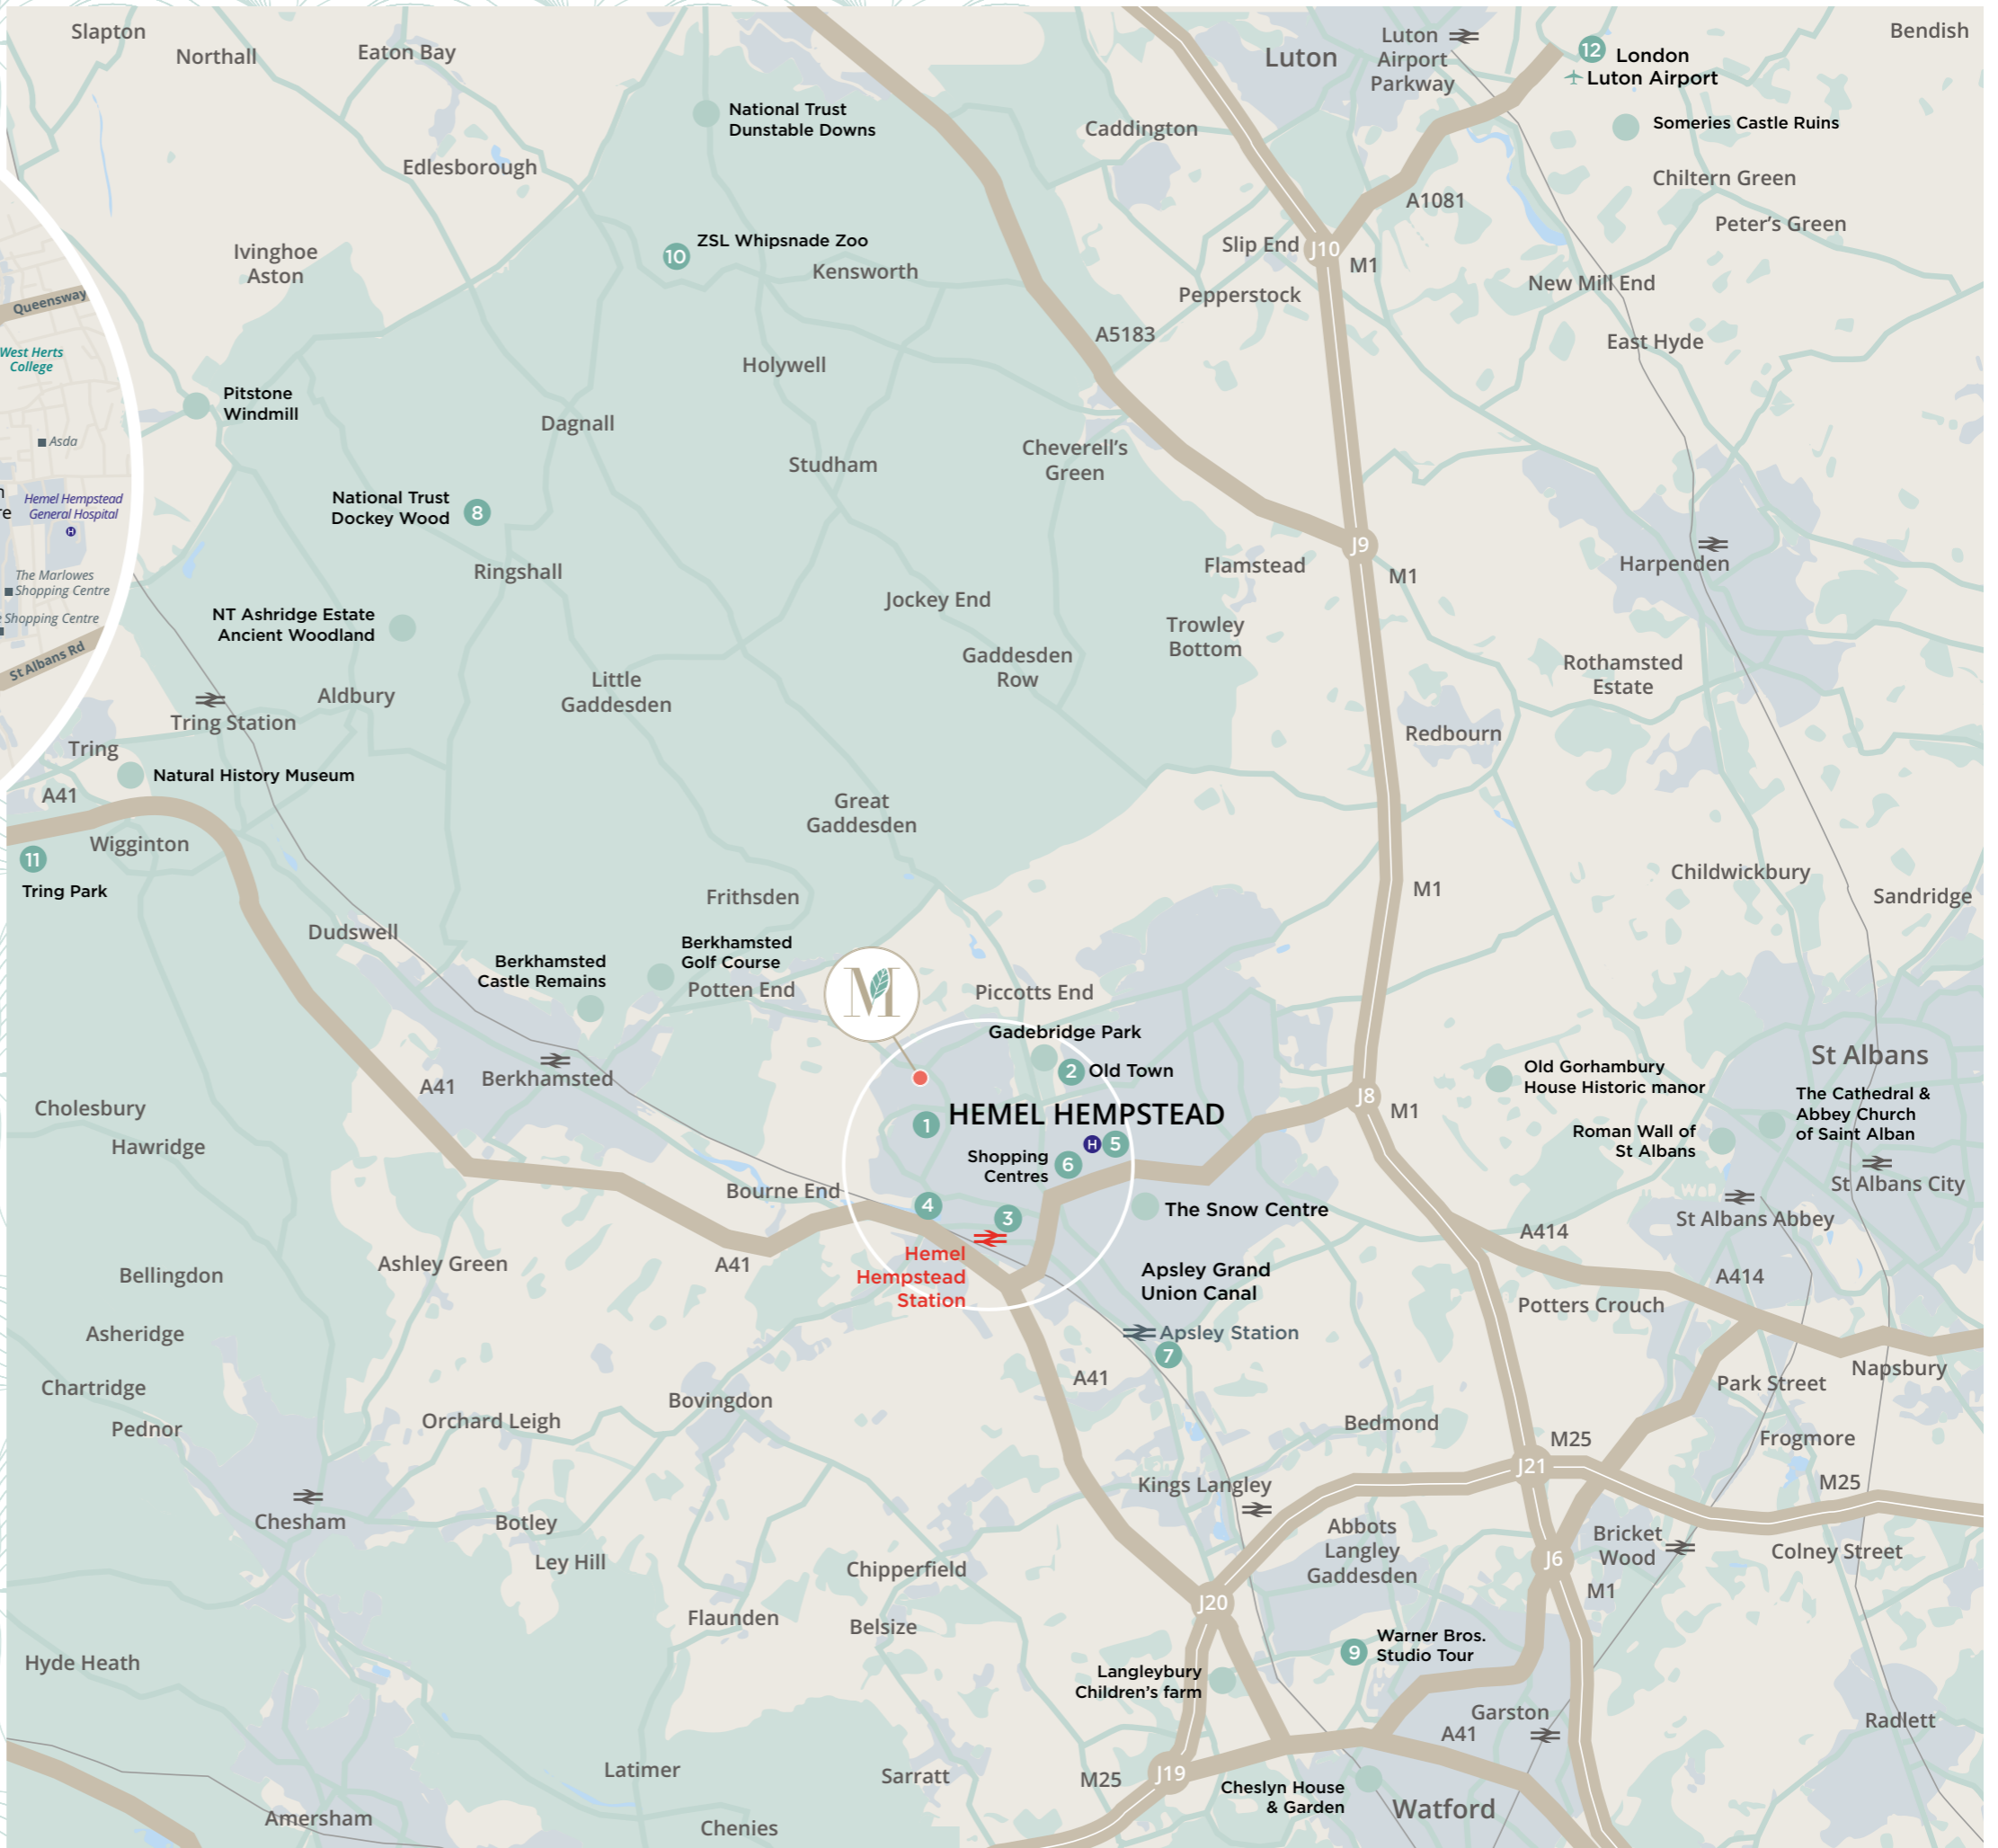 Slapton
Northall
Eaton Bay
Luton
Luton
Airport
Parkway
12
London
Luton Airport
Bendish
National Trust
Dunstable Downs
Caddington
Someries Castle Ruins
Edlesborough
Chiltern Green
A1081
Peter's Green
Ivinghoe
Aston
10
ZSL Whipsnade Zoo
Kensworth
Slip End
J10
M1
New Mill End
Pepperstock
Queensway
A5183
East Hyde
West Herts
College
Holywell
Pitstone
Windmill
Dagnall
Asda
Cheverell's
Green
Studham
Hemel Hempstead
General Hospital
H
National Trust
Dockey Wood
8
J9
Flamstead
M1
Harpenden
Ringshall
The Marlowes
Shopping Centre
Jockey End
NT Ashridge Estate
Ancient Woodland
Shopping Centre
Trowley
Bottom
St Albans Rd
Gaddesden
Row
Rothamsted
Estate
Little
Gaddesden
Aldbury
Tring Station
Redbourn
Tring
Natural History Museum
A41
Great
Gaddesden
Wigginton
11
Tring Park
Childwickbury
M1
Sandridge
Frithsden
Dudswell
Berkhamsted
Golf Course
Berkhamsted
Castle Remains
Potten End
M
Piccotts End
Gadebridge Park
2
Old Town
St Albans
Old Gorhambury
House Historic manor
Berkhamsted
A41
J8
M1
The Cathedral &
Abbey Church
of Saint Alban
Cholesbury
1
HEMEL HEMPSTEAD
Hawridge
H
5
Roman Wall of
St Albans
Shopping
Centres
6
St Albans City
Bourne End
4
3
The Snow Centre
St Albans Abbey
A414
Hemel
Hempstead
Station
Ashley Green
A41
Bellingdon
Apsley Grand
Union Canal
A414
Potters Crouch
Asheridge
Apsley Station
7
Chartridge
A41
Napsbury
Park Street
Bovingdon
Pednor
Orchard Leigh
Bedmond
M25
Frogmore
J21
Kings Langley
M25
Chesham
Botley
Abbots
Langley
Gaddesden
Bricket
Wood
Colney Street
Ley Hill
Chipperfield
J6
M1
J20
Flaunden
Belsize
9
Warner Bros.
Studio Tour
Hyde Heath
Langleybury
Children's farm
Garston
A41
Radlett
Latimer
Sarratt
M25
J19
Cheslyn House
& Garden
Watford
Amersham
Chenies